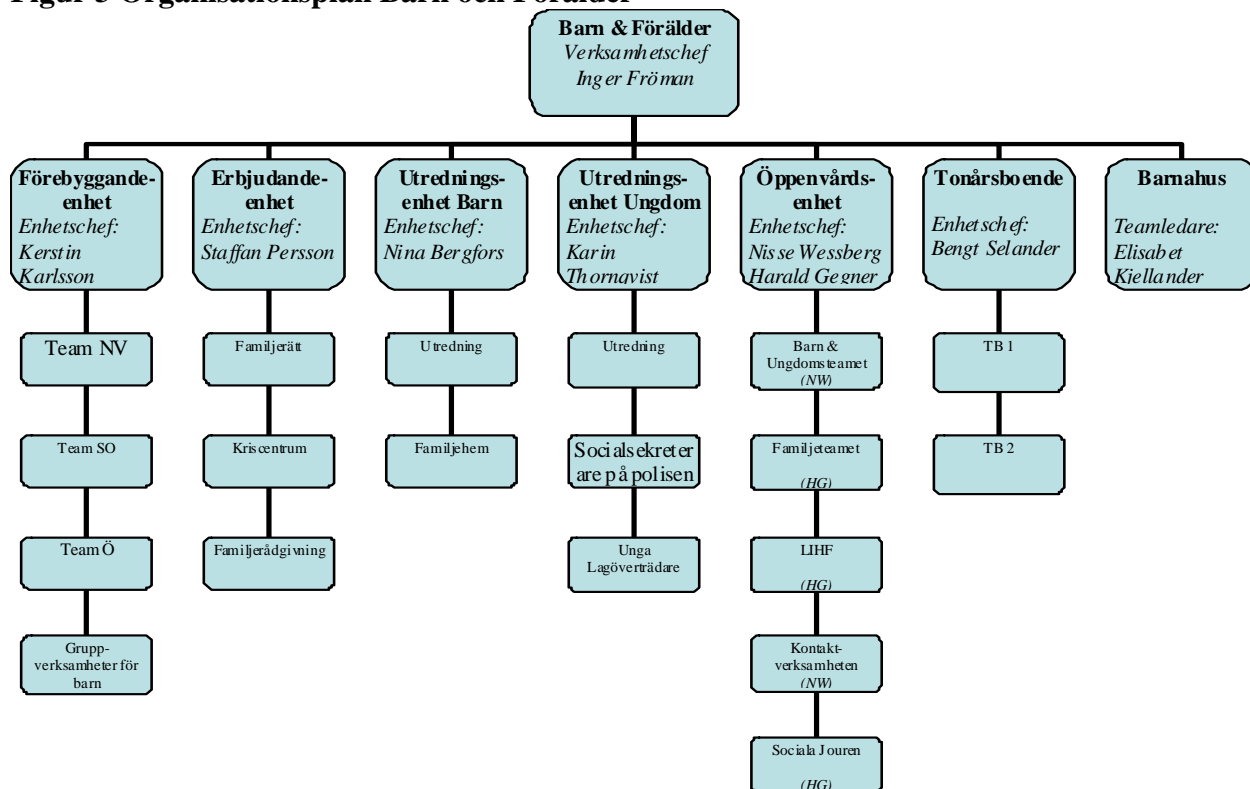 Figur 5 Organisationsplan Barn och Förälder
Barn & Förälder
Verksamhetschef
Inger Fröman
Förebyggande-
enhet
Enhetschef:
Kerstin
Karlsson
Erbjudande-
enhet
Enhetschef:
Staffan Persson
Utrednings-
enhet Barn
Enhetschef:
Nina Bergfors
Utrednings-
enhet Ungdom
Enhetschef:
Karin
Thornqvist
Öppenvårds-
enhet
Enhetschef:
Nisse Wessberg
Harald Gegner
Tonårsboende
Enhetschef:
Bengt Selander
Barnahus
Teamledare:
Elisabet
Kjellander
Team NV
Familjerätt
Utredning
Utredning
Barn &
Ungdomsteamet
(NW)
TB 1
Team SO
Kriscentrum
Familjehem
Socialsekreter
are på polisen
Familjeteamet
(HG)
TB 2
Team Ö
Familjerådgivning
Unga
Lagöverträdare
LIHF
(HG)
Grupp-
verksamheter för
barn
Kontakt-
verksamheten
(NW)
Sociala Jouren
(HG)